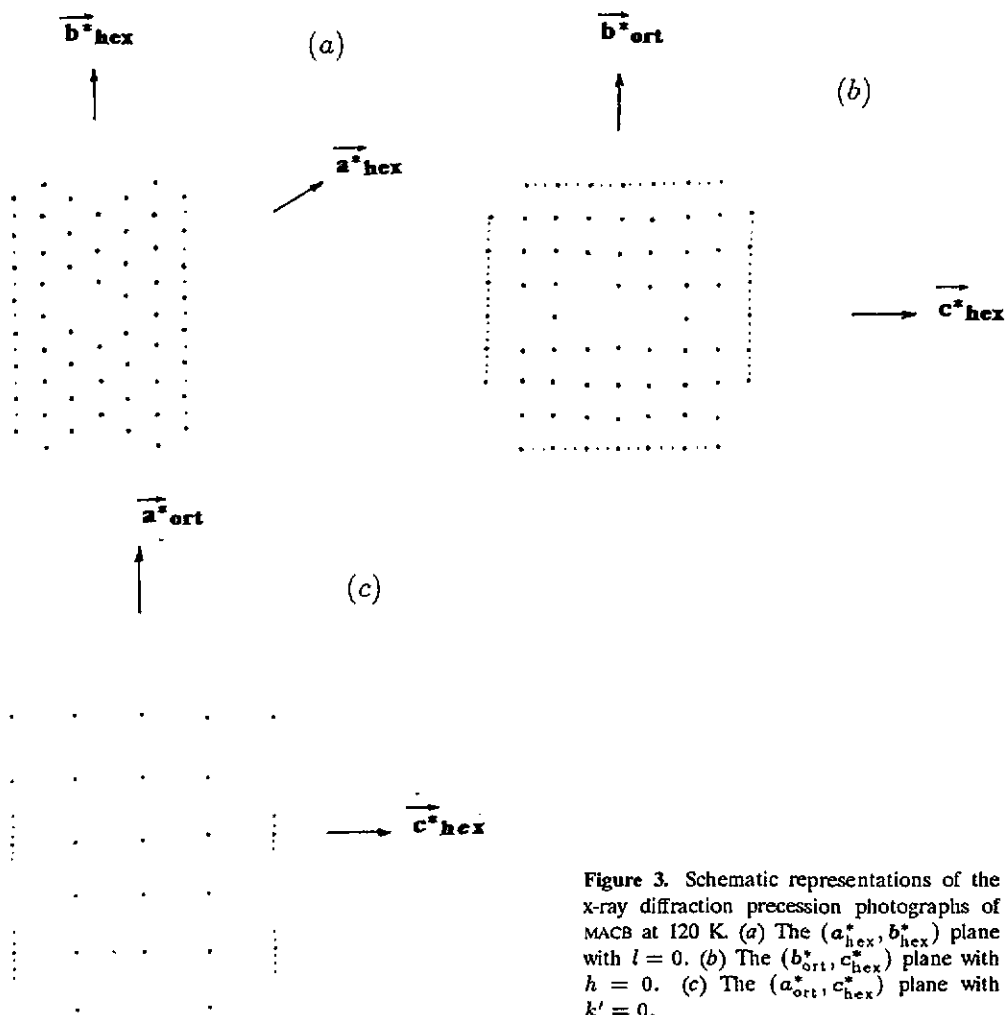 b*hex
(a)
a*hex
b*ort
(b)
c*hex
a*ort
(c)
c*hex
Figure 3. Schematic representations of the
x-ray diffraction precession photographs of
MACB at 120 K. (a) The (a*hex, b*hex) plane
with l = 0. (b) The (b*ort, c*hex) plane with
h = 0. (c) The (a*ort, c*hex) plane with
k′ = 0.